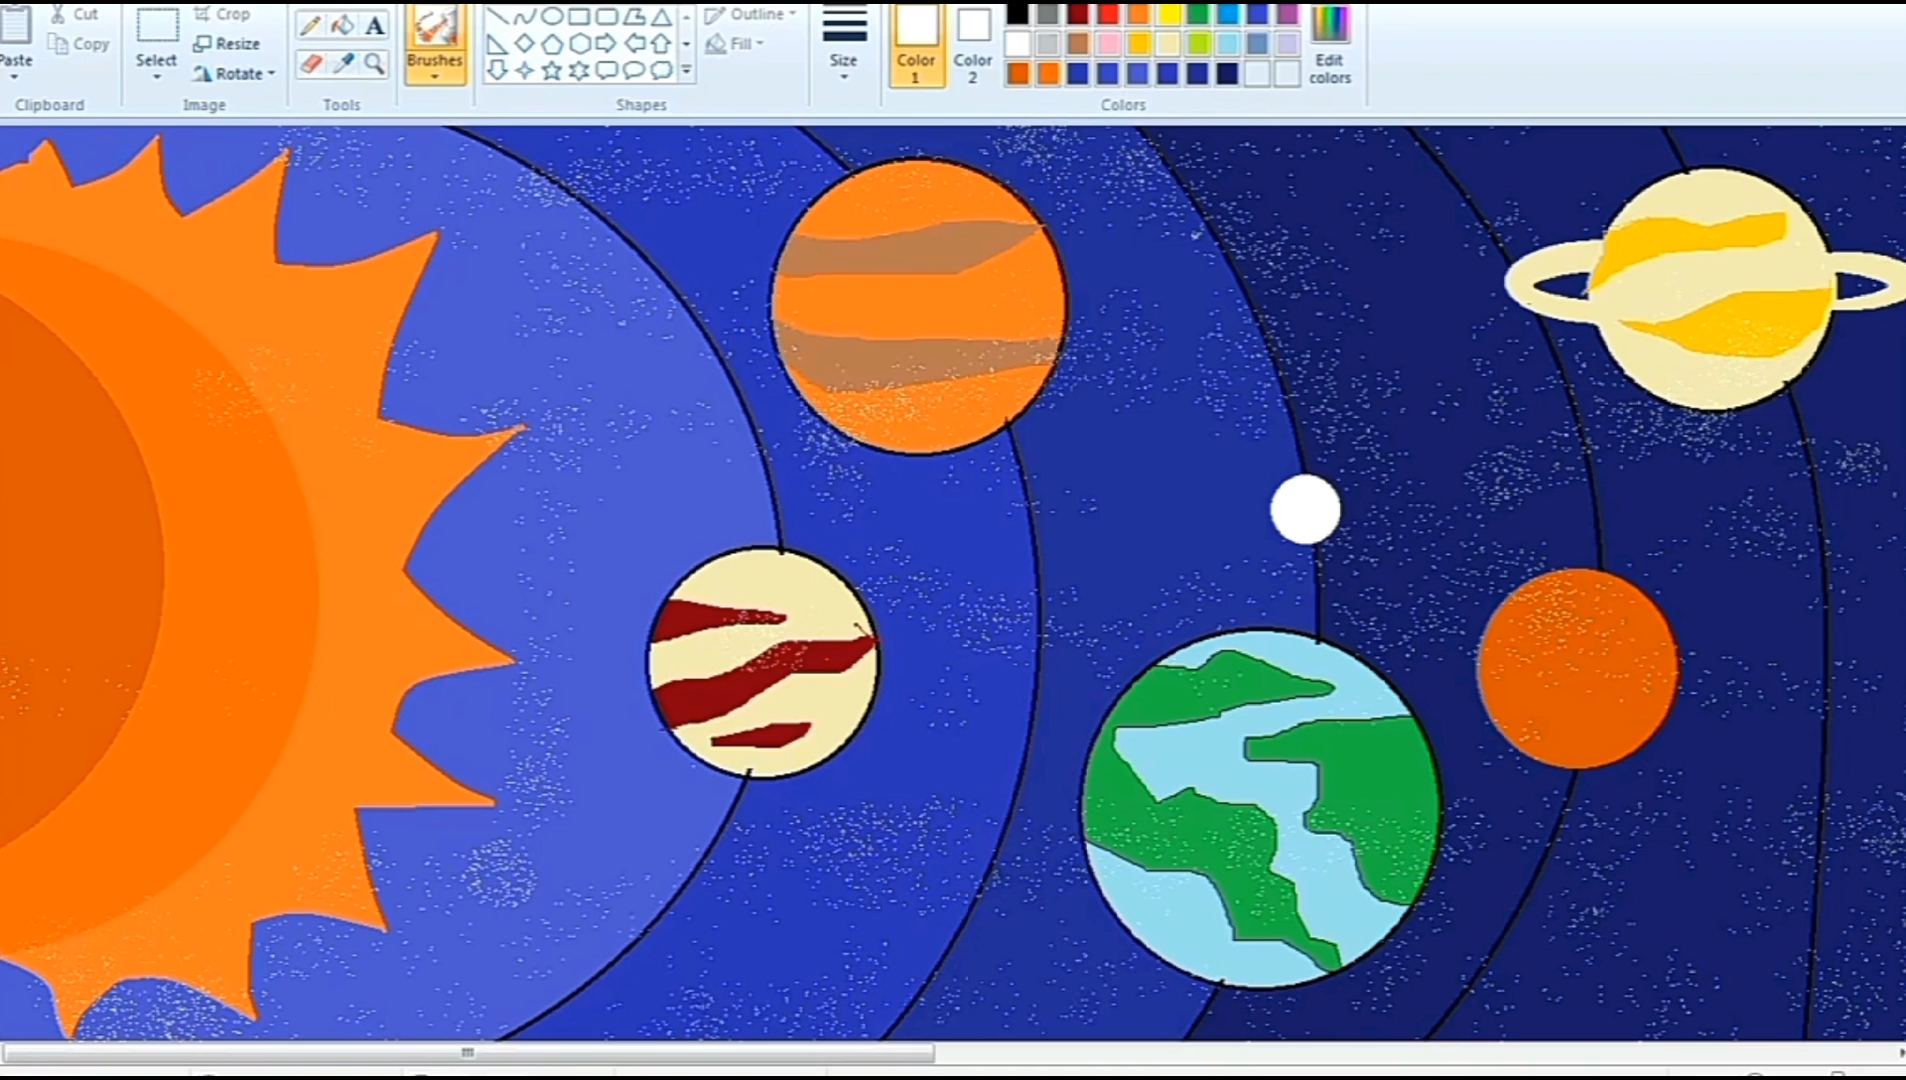 Cut
Crop
Outline
Paste
Copy
Select
Resize
A
Brushes
Fill
Size
Color
1
Color
2
Edit
colors
Rotate
Clipboard
Image
Tools
Shapes
Colors